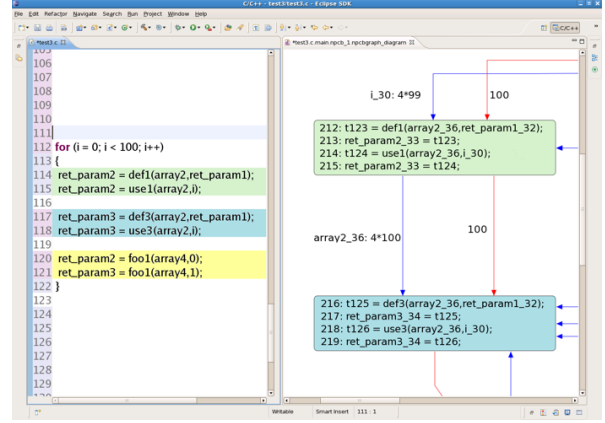 C/C++ - test3/test3.c - Eclipse SDK
File Edit Refactor Navigate Search Run Project Window Help
C/C++
*test3.c
*test3.c.main.npcb_1.npcbgraph_diagram
105
106
107
108
109
110
111
112 for (i = 0; i < 100; i++)
113 {
114 ret_param2 = def1(array2,ret_param1);
115 ret_param2 = use1(array2,i);
116
117 ret_param3 = def3(array2,ret_param1);
118 ret_param3 = use3(array2,i);
119
120 ret_param2 = foo1(array4,0);
121 ret_param3 = foo1(array4,1);
122 }
123
124
125
126
127
128
129
i_30: 4*99
100
212: t123 = def1(array2_36,ret_param1_32);
213: ret_param2_33 = t123;
214: t124 = use1(array2_36,i_30);
215: ret_param2_33 = t124;
array2_36: 4*100
100
216: t125 = def3(array2_36,ret_param1_32);
217: ret_param3_34 = t125;
218: t126 = use3(array2_36,i_30);
219: ret_param3_34 = t126;
Writable
Smart Insert
111 : 1